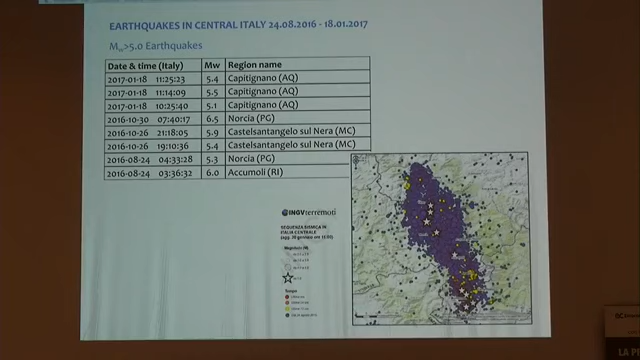 EARTHQUAKES IN CENTRAL ITALY 24.08.2016 - 18.01.2017
Mw>5.0 Earthquakes
Date & time (Italy) Mw Region name
2017-01-18 11:25:23 5.4 Capitignano (AQ)
2017-01-18 11:14:09 5.5 Capitignano (AQ)
2017-01-18 10:25:40 5.1 Capitignano (AQ)
2016-10-30 07:40:17 6.5 Norcia (PG)
2016-10-26 21:18:05 5.9 Castelsantangelo sul Nera (MC)
2016-10-26 19:10:36 5.4 Castelsantangelo sul Nera (MC)
2016-08-24 04:33:28 5.3 Norcia (PG)
2016-08-24 03:36:32 6.0 Accumoli (RI)
INGVterremoti
SEQUENZA SISMICA IN
ITALIA CENTRALE